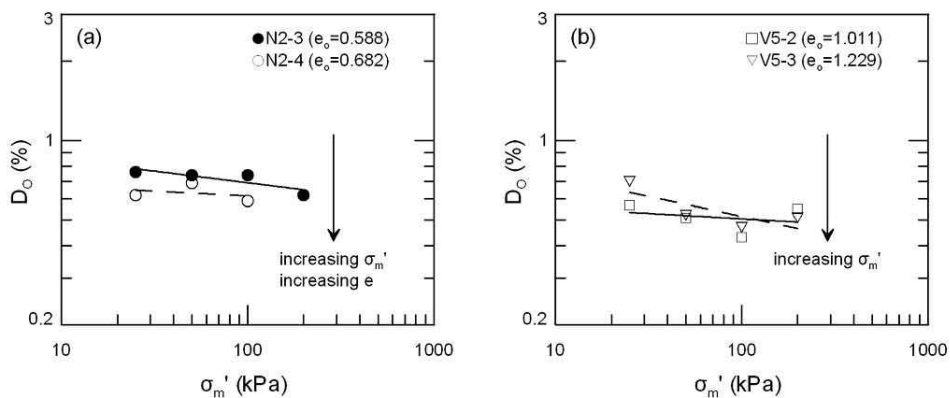 3
(a)
N2-3 (eₒ=0.588)
N2-4 (eₒ=0.682)
1
Dₒ (%)
increasing σₘ'
increasing e
0.2
10
100
1000
σₘ' (kPa)
3
(b)
V5-2 (eₒ=1.011)
V5-3 (eₒ=1.229)
1
Dₒ (%)
increasing σₘ'
0.2
10
100
1000
σₘ' (kPa)